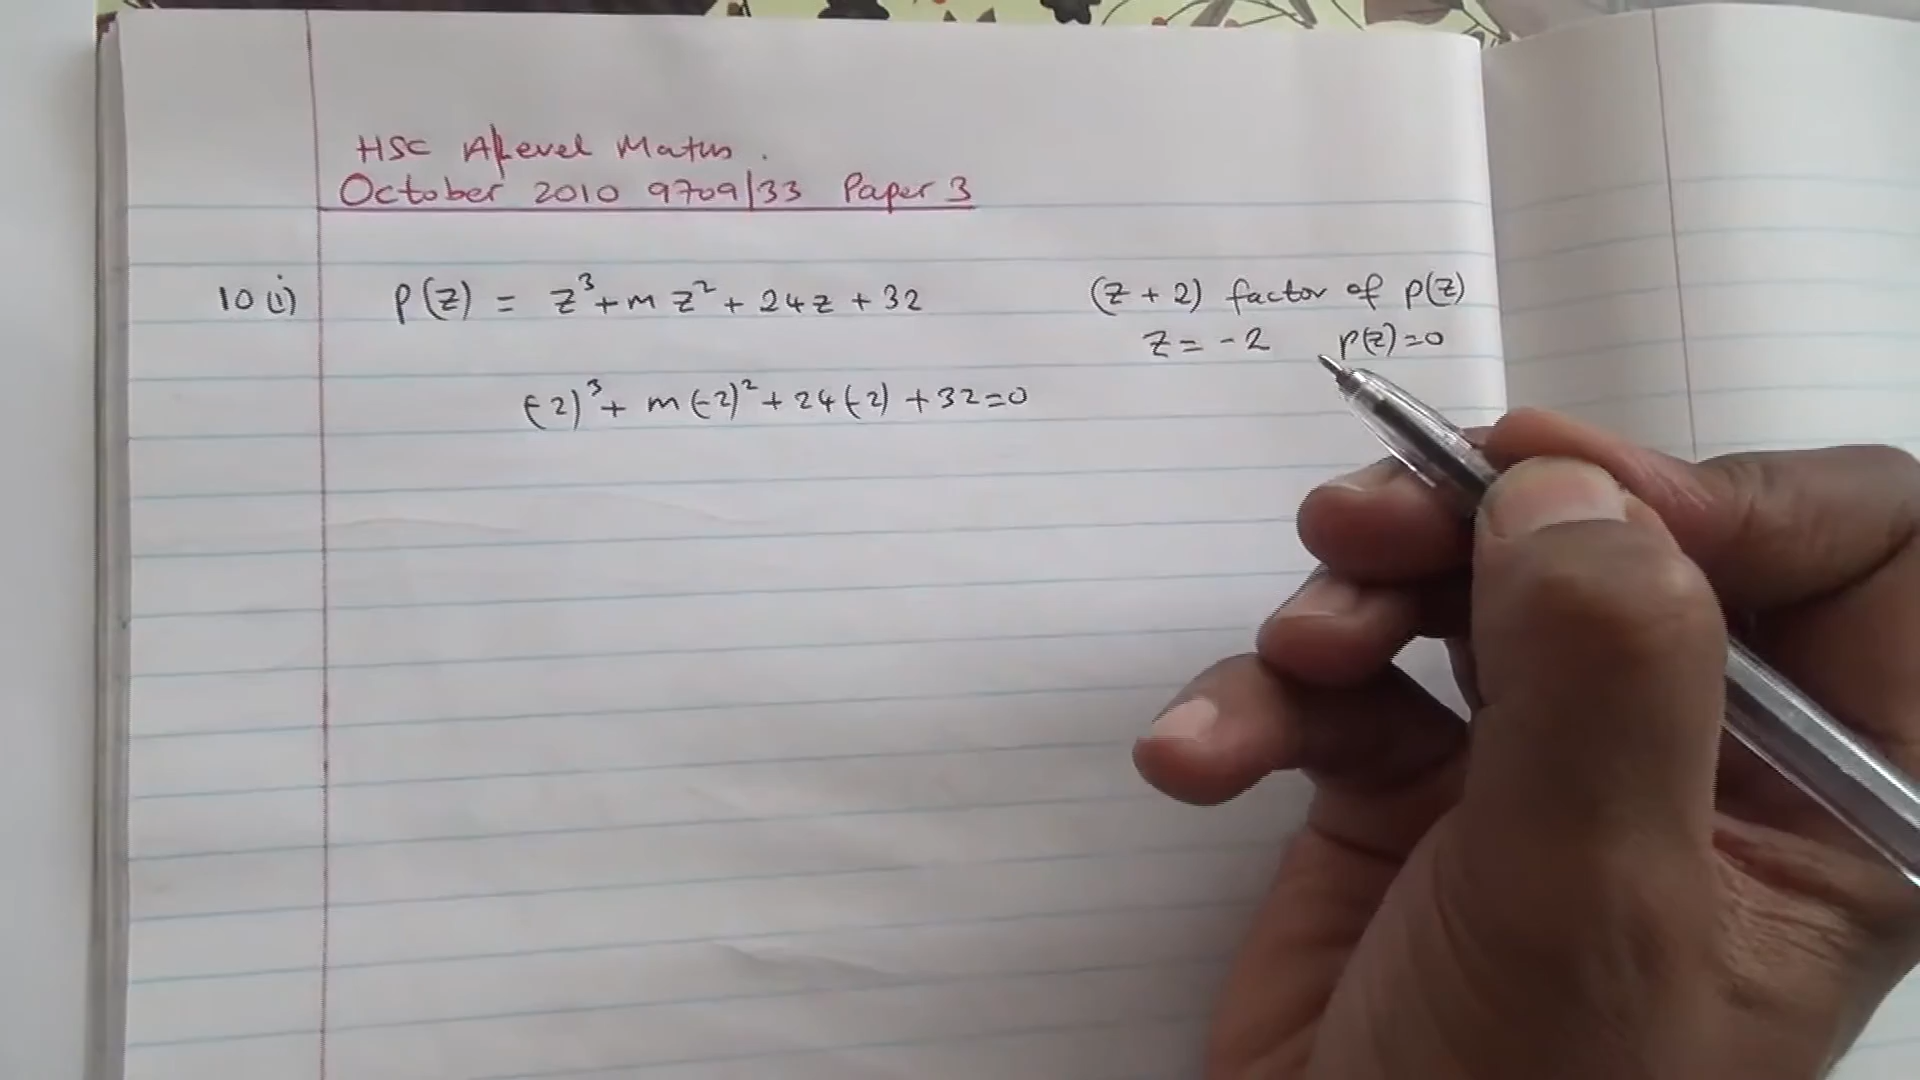 HSC A Level Maths.
October 2010 9709/33 Paper 3
10(i) P(z) = z³ + m z² + 24z + 32 (z + 2) factor of p(z)
z = -2 p(z)=0
(-2)³ + m(-2)² + 24(-2) + 32=0